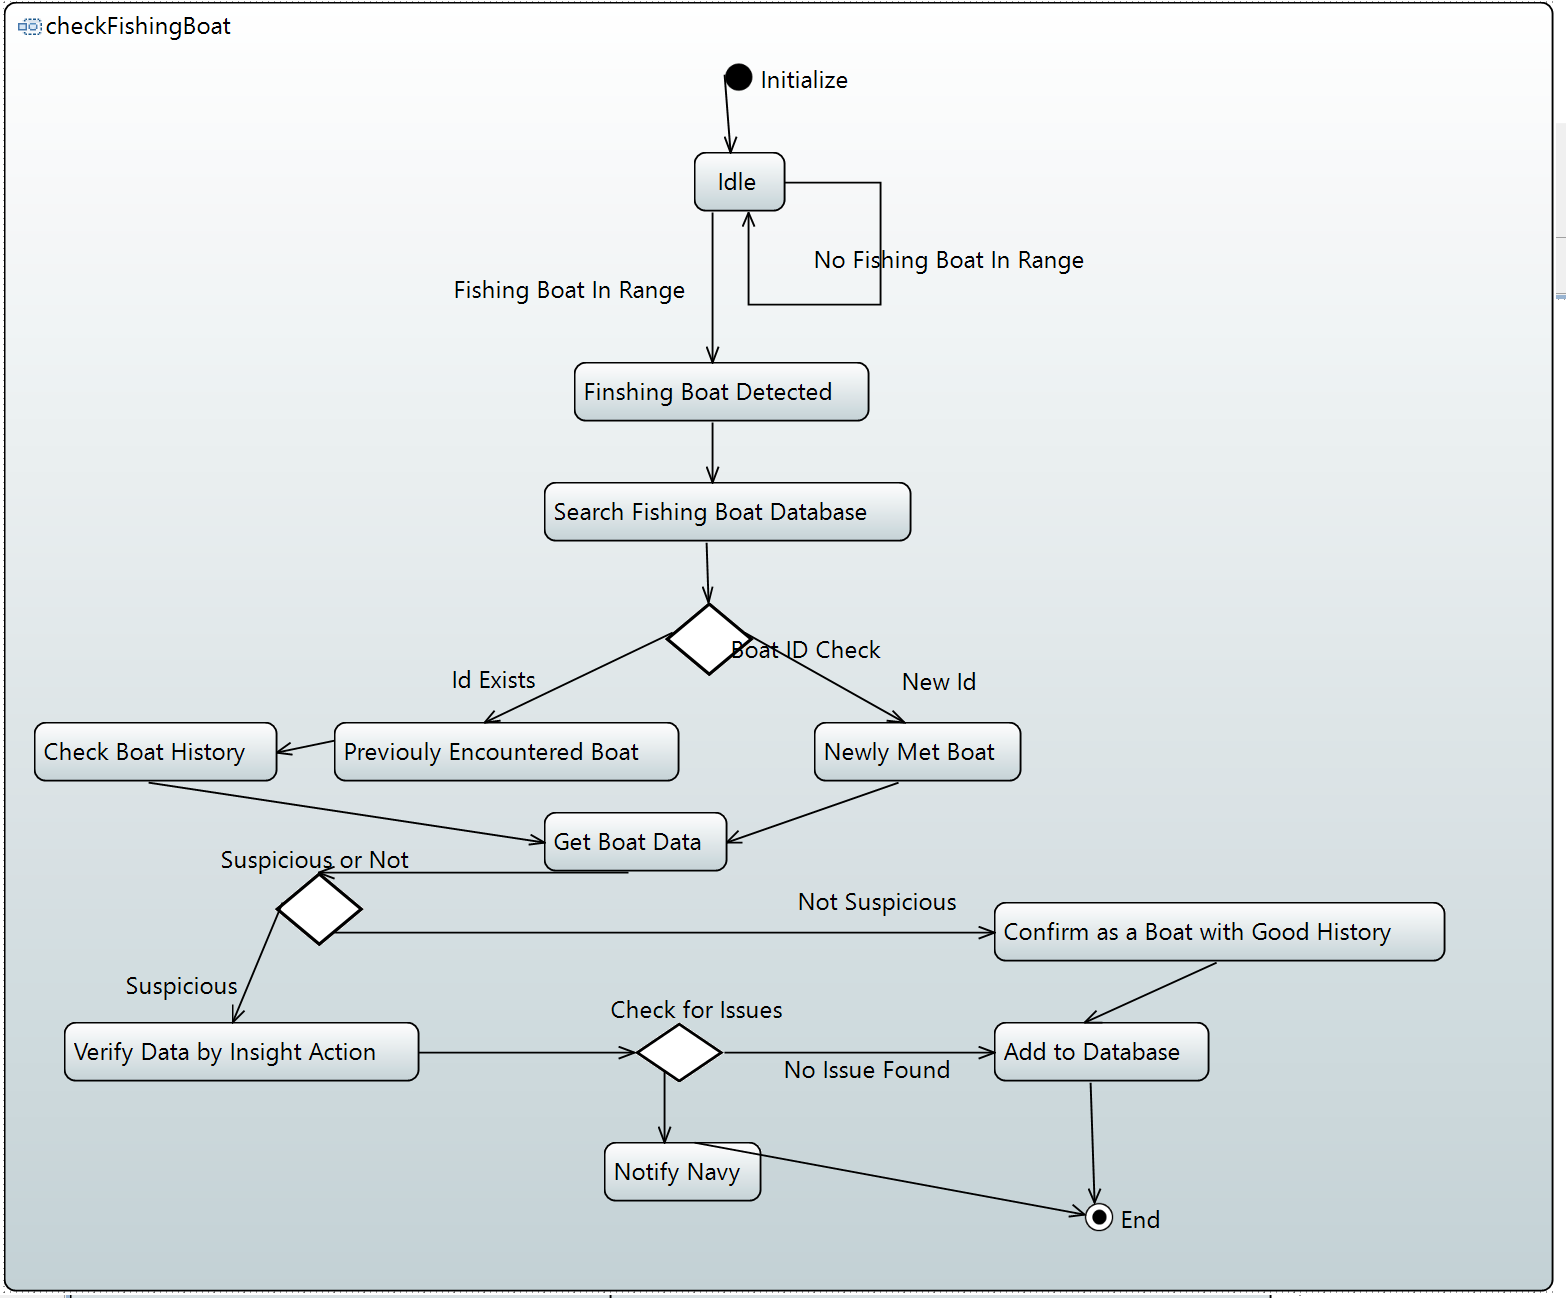 checkFishingBoat
Initialize
Idle
No Fishing Boat In Range
Fishing Boat In Range
Finshing Boat Detected
Search Fishing Boat Database
Boat ID Check
Id Exists
New Id
Check Boat History
Previouly Encountered Boat
Newly Met Boat
Get Boat Data
Suspicious or Not
Not Suspicious
Confirm as a Boat with Good History
Suspicious
Check for Issues
Verify Data by Insight Action
No Issue Found
Add to Database
Notify Navy
End